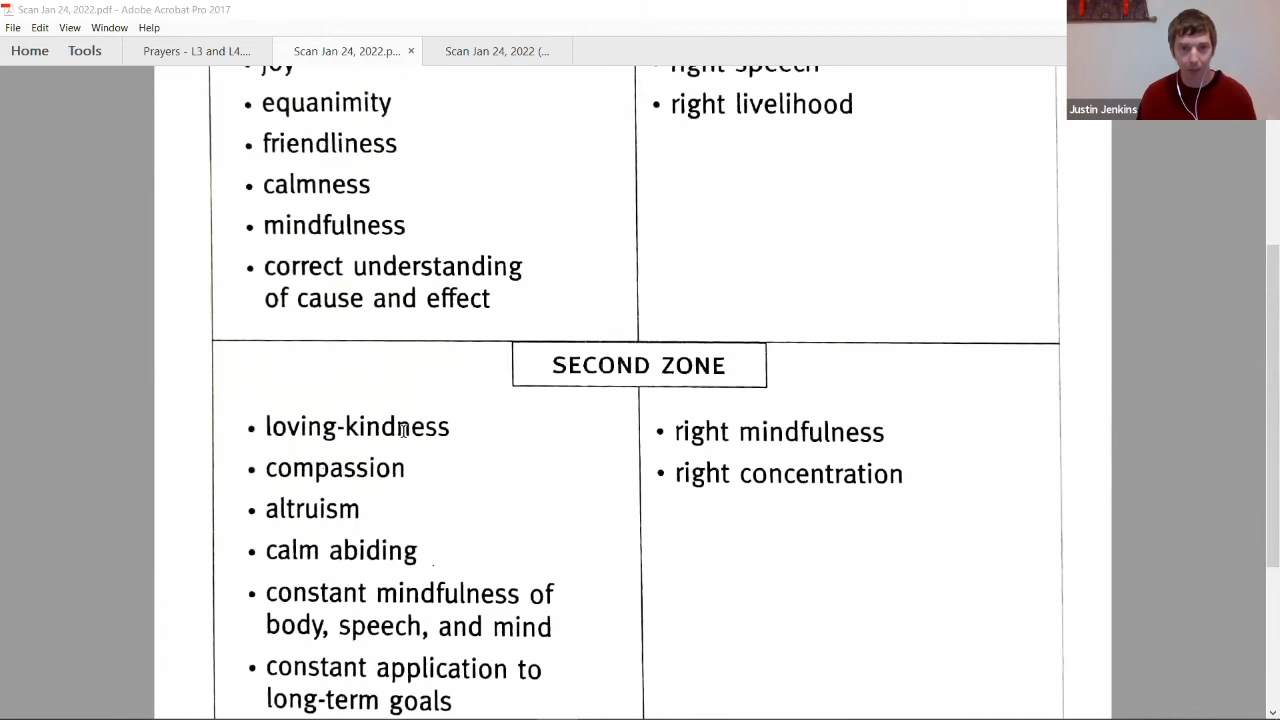 Scan Jan 24, 2022.pdf - Adobe Acrobat Pro 2017
File Edit View Window Help
Home Tools Prayers - L3 and L4.... Scan Jan 24, 2022.p... × Scan Jan 24, 2022 (...
Justin Jenkins
• joy
• equanimity
• friendliness
• calmness
• mindfulness
• correct understanding
of cause and effect
right speech
• right livelihood
SECOND ZONE
• loving-kindness
• compassion
• altruism
• calm abiding
• constant mindfulness of
body, speech, and mind
• constant application to
long-term goals
• right mindfulness
• right concentration